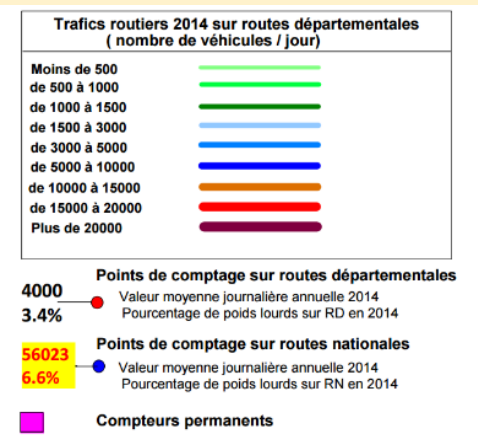 Trafics routiers 2014 sur routes départementales
( nombre de véhicules / jour)
Moins de 500
de 500 à 1000
de 1000 à 1500
de 1500 à 3000
de 3000 à 5000
de 5000 à 10000
de 10000 à 15000
de 15000 à 20000
Plus de 20000
Points de comptage sur routes départementales
4000
Valeur moyenne journalière annuelle 2014
3.4%
Pourcentage de poids lourds sur RD en 2014
Points de comptage sur routes nationales
56023
Valeur moyenne journalière annuelle 2014
6.6%
Pourcentage de poids lourds sur RN en 2014
Compteurs permanents